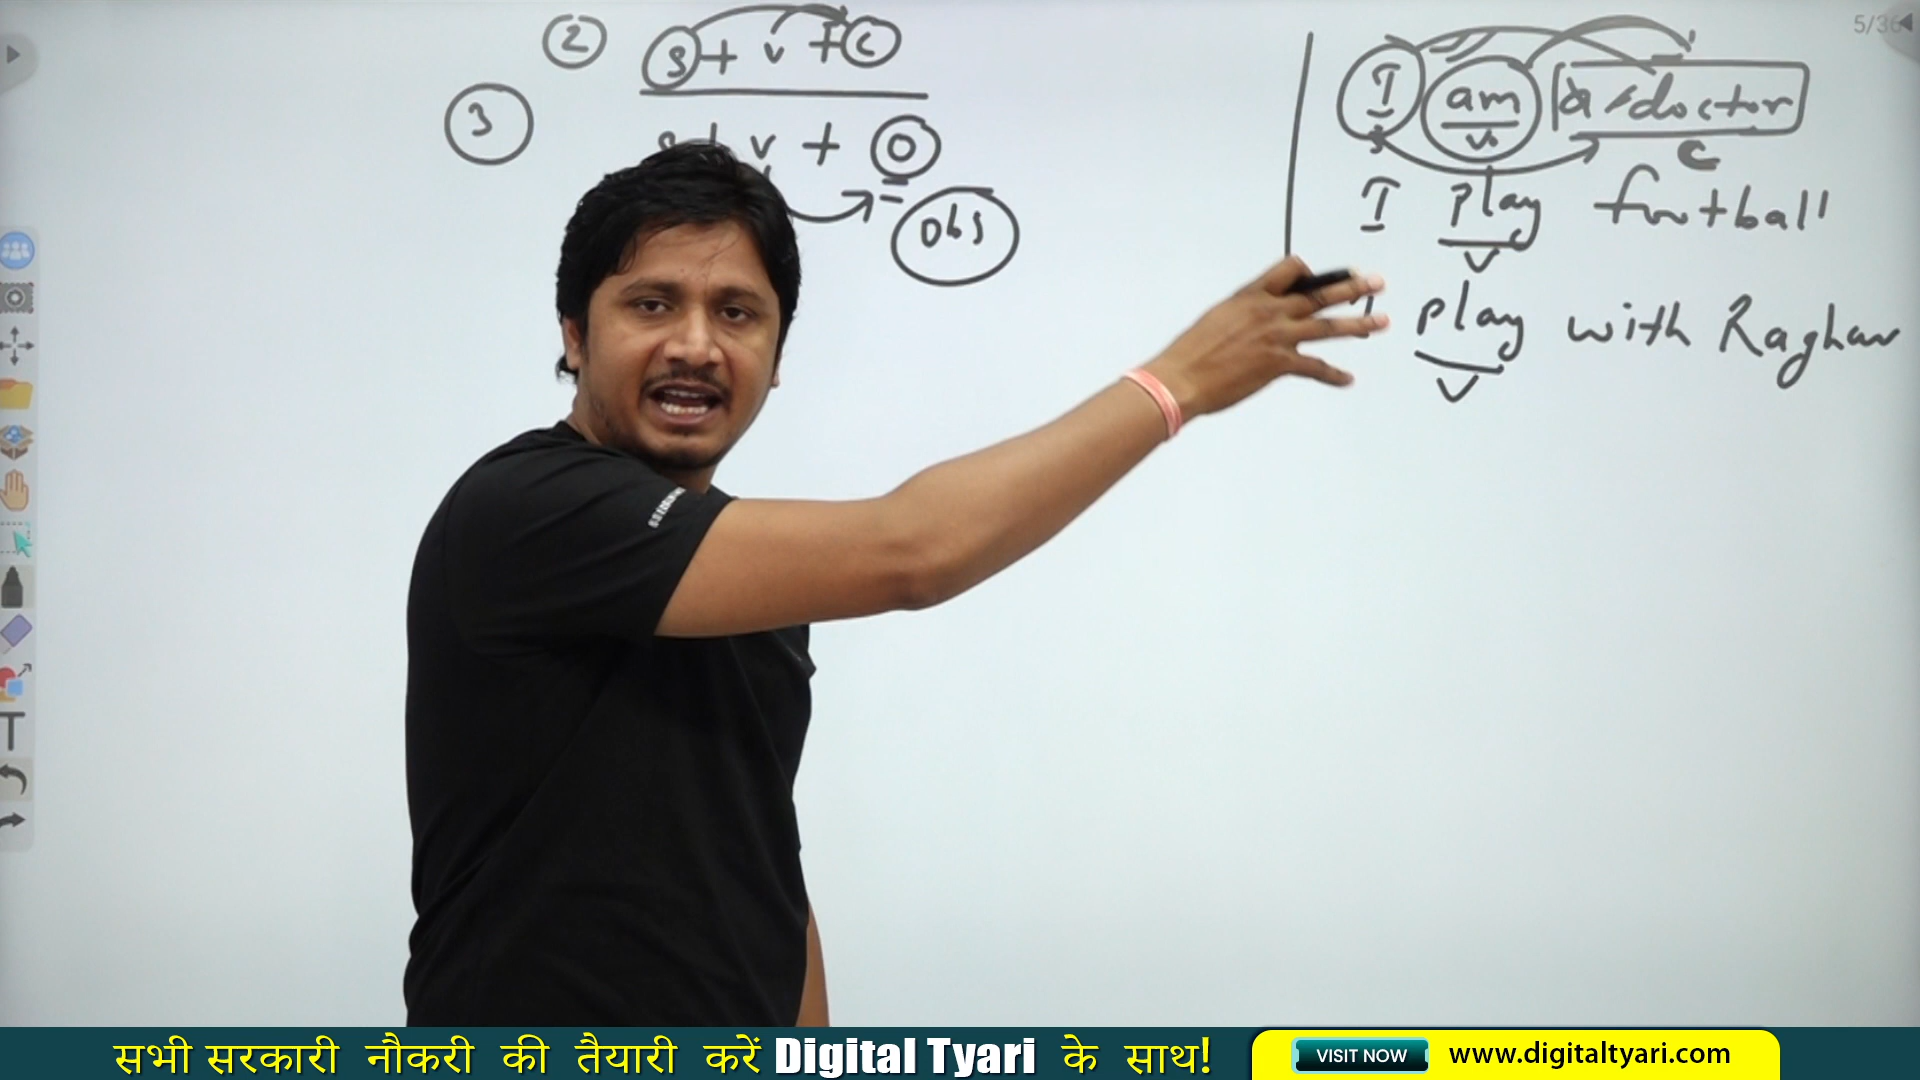 ② S + v + C
③ S + v + O
obj
5/36
I am a doctor
S v C
I play football
v
I play with Raghav
v
सभी सरकारी नौकरी की तैयारी करें Digital Tyari के साथ!
VISIT NOW www.digitaltyari.com